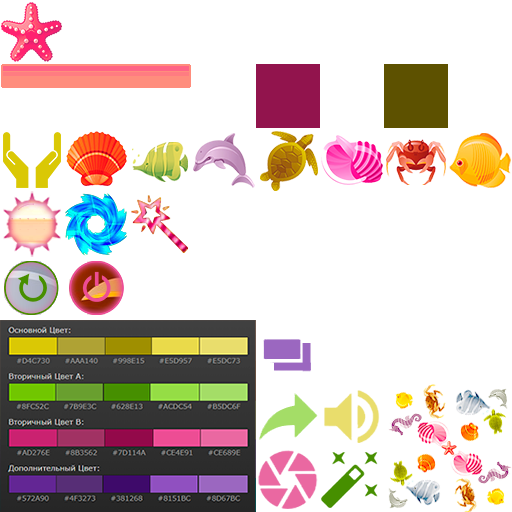 Основной Цвет:
#D4C730 #AAA140 #998E15 #E5D957 #E5DC73
Вторичный Цвет A:
#8FC52C #7B9E3C #628E13 #ACDC54 #B5DC6F
Вторичный Цвет B:
#AD276E #8B3562 #7D114A #CE4E91 #CE689E
Дополнительный Цвет:
#572A90 #4F3273 #381268 #8151BC #8D67BC